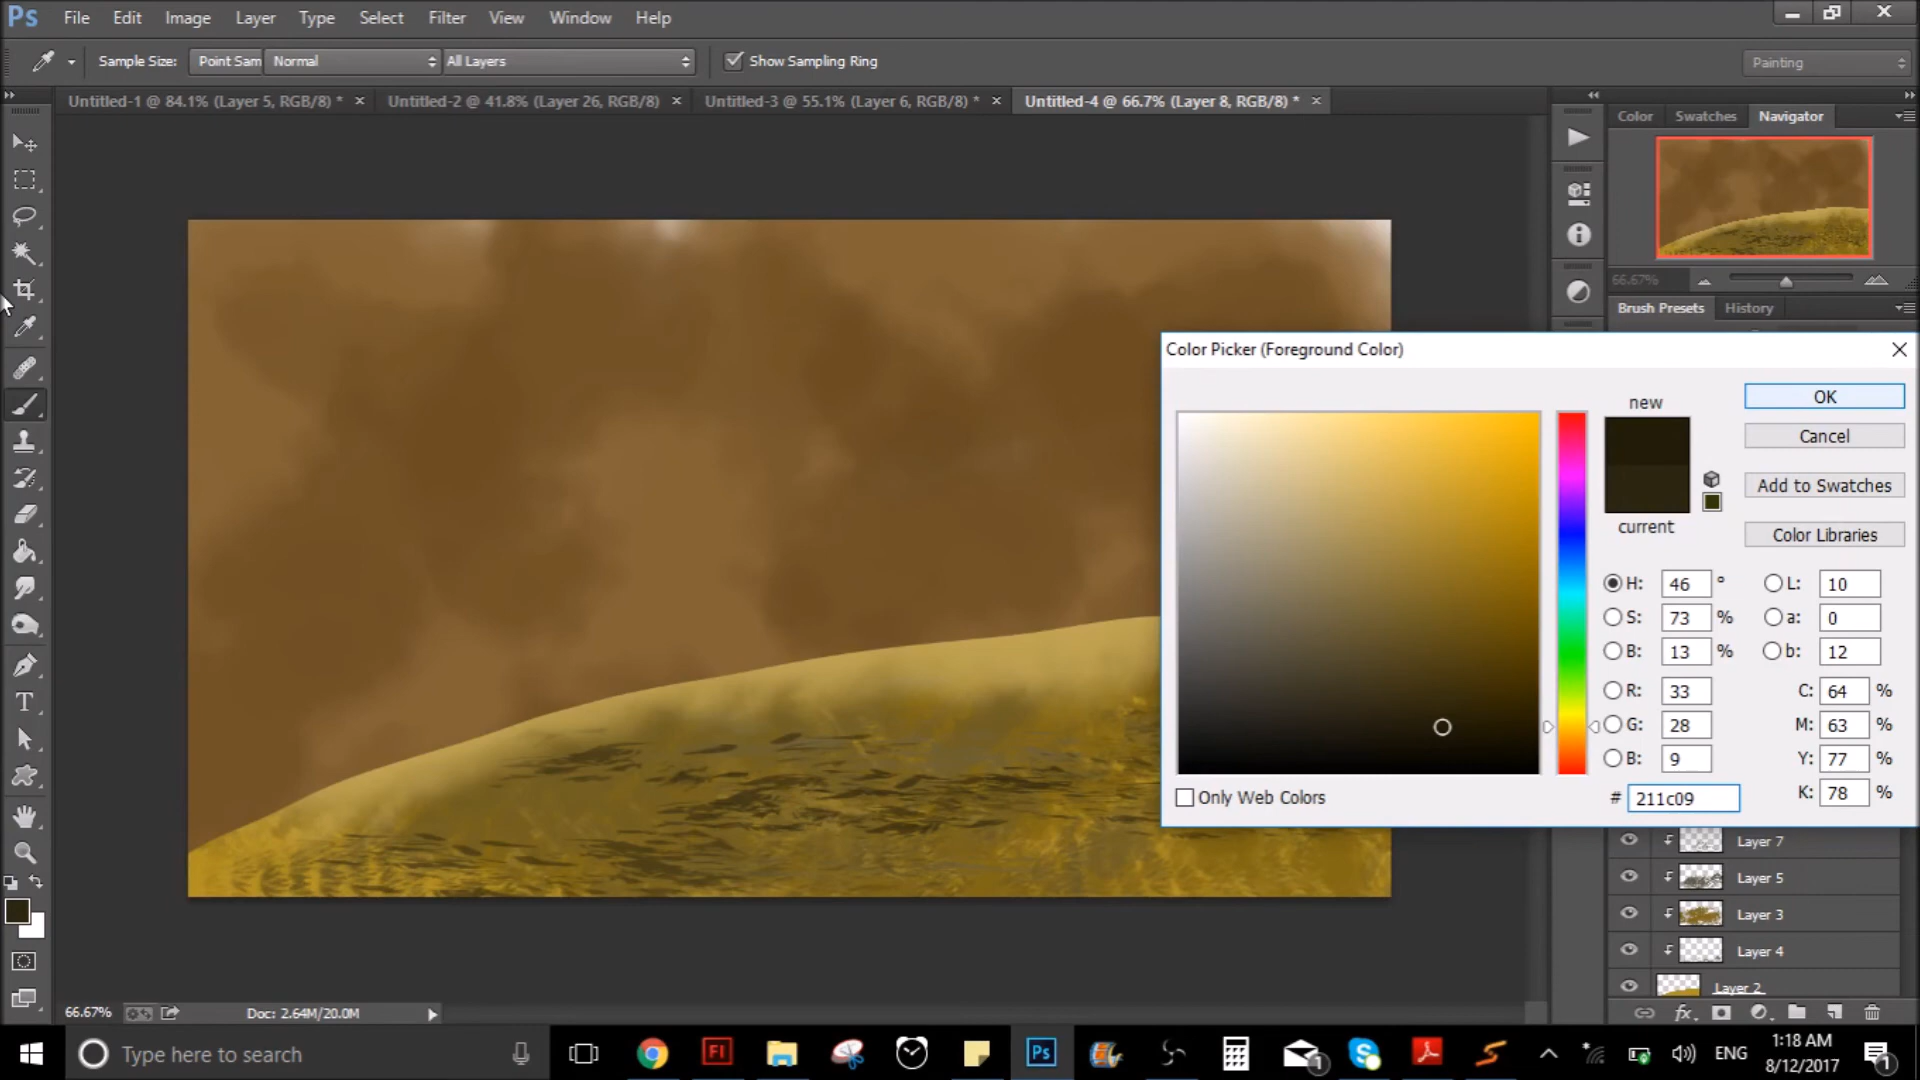 Ps File Edit Image Layer Type Select Filter View Window Help
Sample Size: Point Sam Normal All Layers Show Sampling Ring Painting
Untitled-1 @ 84.1% (Layer 5, RGB/8) * Untitled-2 @ 41.8% (Layer 26, RGB/8) Untitled-3 @ 55.1% (Layer 6, RGB/8) * Untitled-4 @ 66.7% (Layer 8, RGB/8) *
Color Swatches Navigator
66.67%
Brush Presets History
Color Picker (Foreground Color)
new
current
OK
Cancel
Add to Swatches
Color Libraries
H: 46 ° L: 10
S: 73 % a: 0
B: 13 % b: 12
R: 33 C: 64 %
G: 28 M: 63 %
B: 9 Y: 77 %
# 211c09 K: 78 %
Only Web Colors
Layer 7
Layer 5
Layer 3
Layer 4
Layer 2
66.67% Doc: 2.64M/20.0M
Type here to search
Fl Ps 1 ENG 1:18 AM
8/12/2017 1